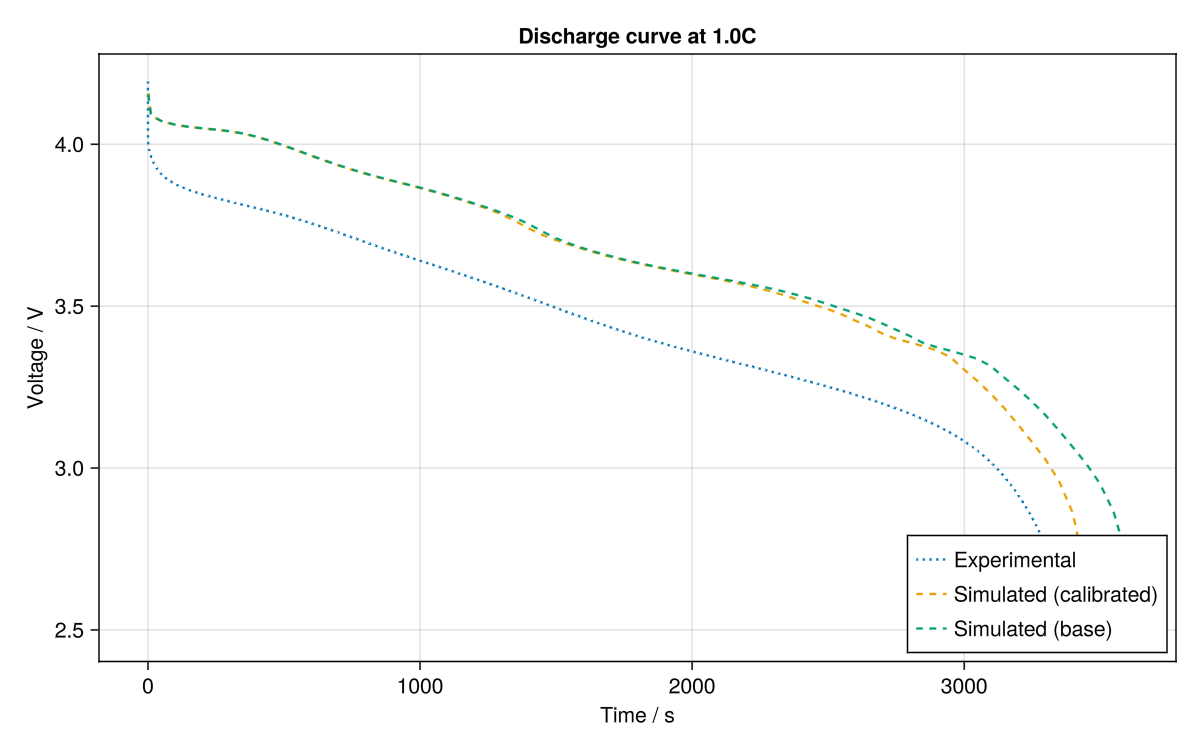 Discharge curve at 1.0C
Voltage / V
4.0
3.5
3.0
2.5
Experimental
Simulated (calibrated)
Simulated (base)
0 1000 2000 3000
Time / s